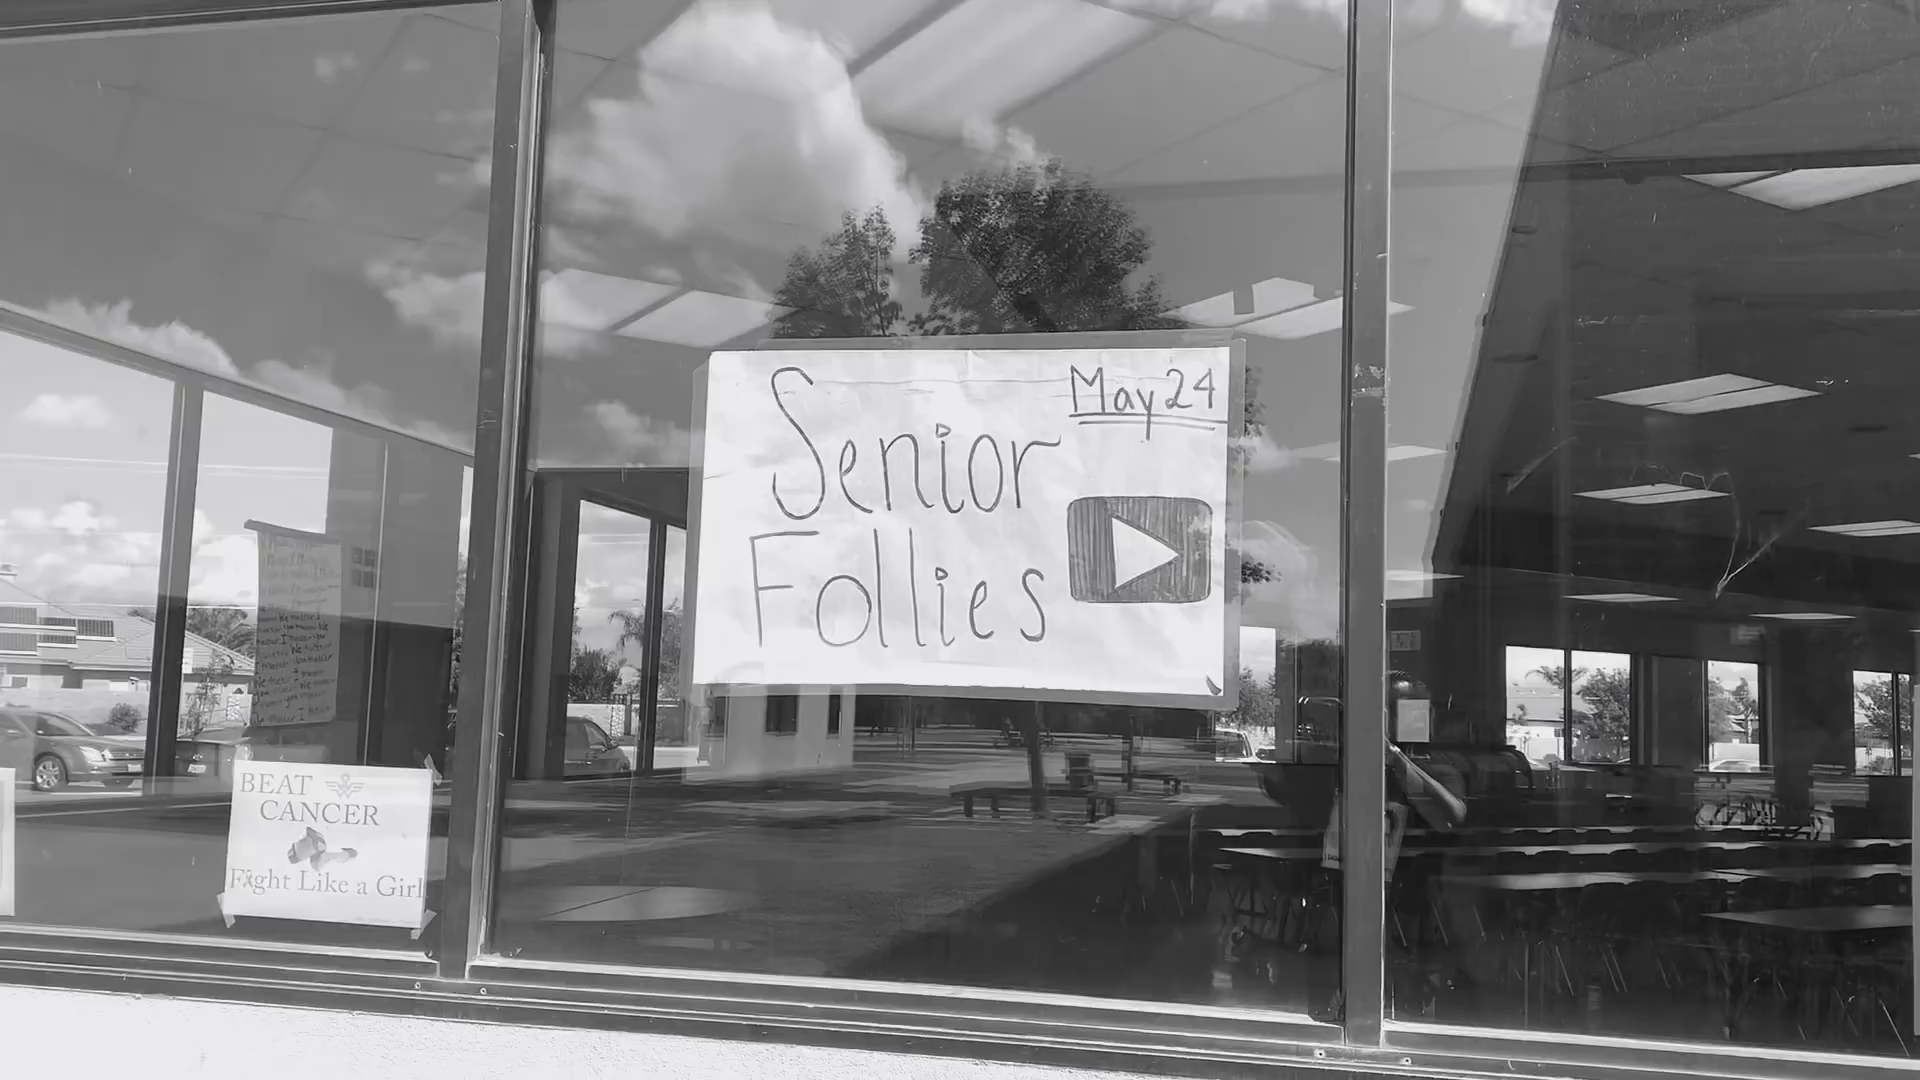 Senior
Follies
May 24
BEAT
CANCER
Fight Like a Girl